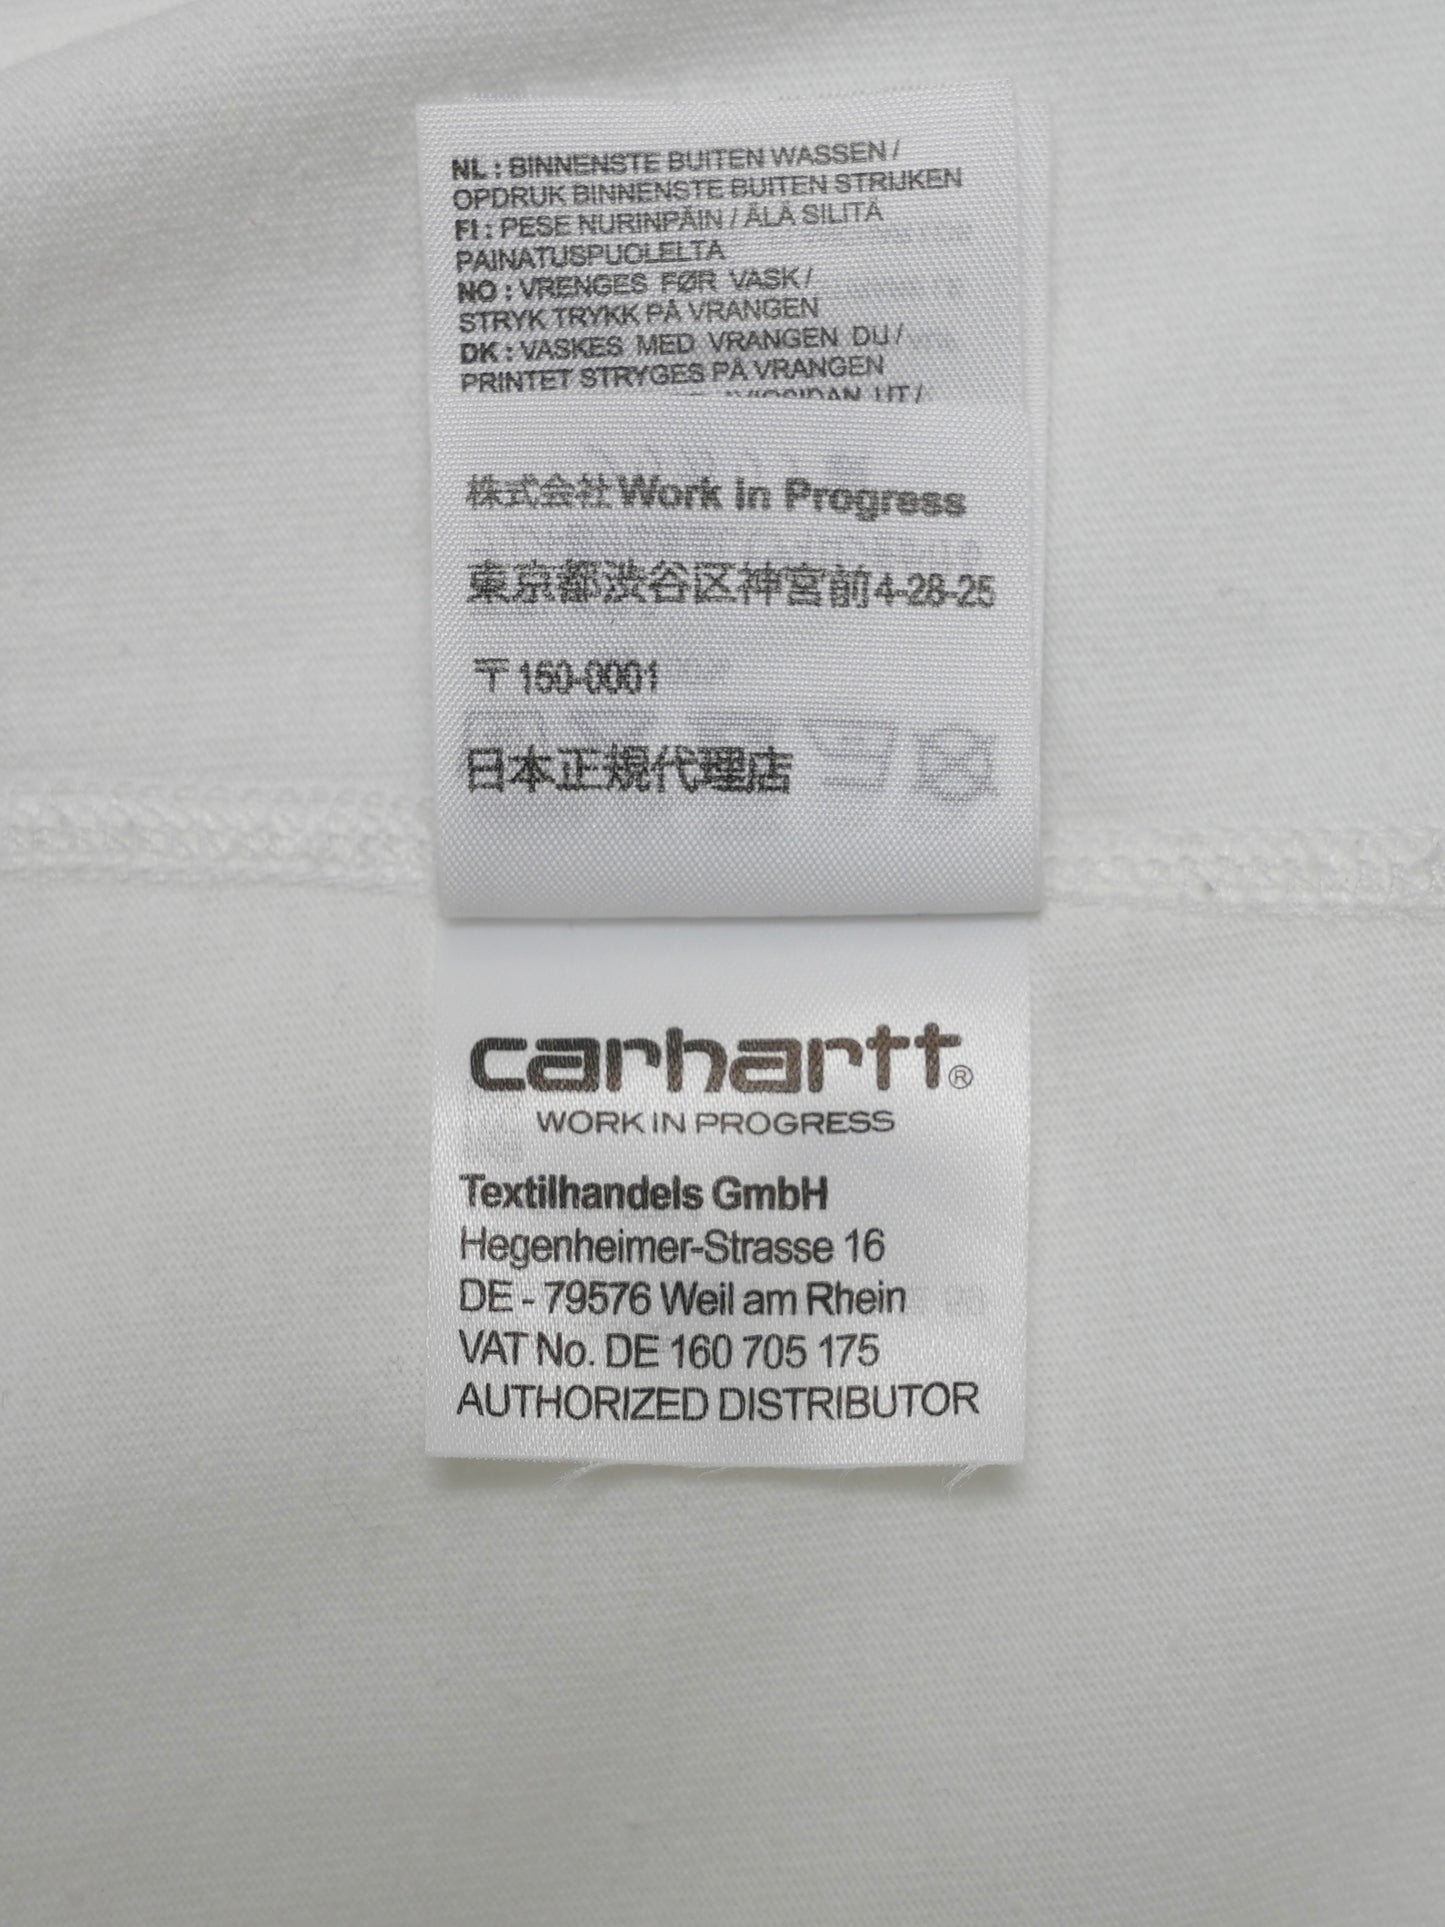 NL : BINNENSTE BUITEN WASSEN /
OPDRUK BINNENSTE BUITEN STRIJKEN
FI : PESE NURINPÄIN / ÄLÄ SILITÄ
PAINATUSPUOLELTA
NO : VRENGES FØR VASK /
STRYK TRYKK PÅ VRANGEN
DK : VASKES MED VRANGEN DU /
PRINTET STRYGES PÅ VRANGEN
UT /
株式会社Work in Progress
東京都渋谷区神宮前4-28-25
〒150-0001
日本正規代理店
carhartt®
WORK IN PROGRESS
Textilhandels GmbH
Hegenheimer-Strasse 16
DE - 79576 Weil am Rhein
VAT No. DE 160 705 175
AUTHORIZED DISTRIBUTOR